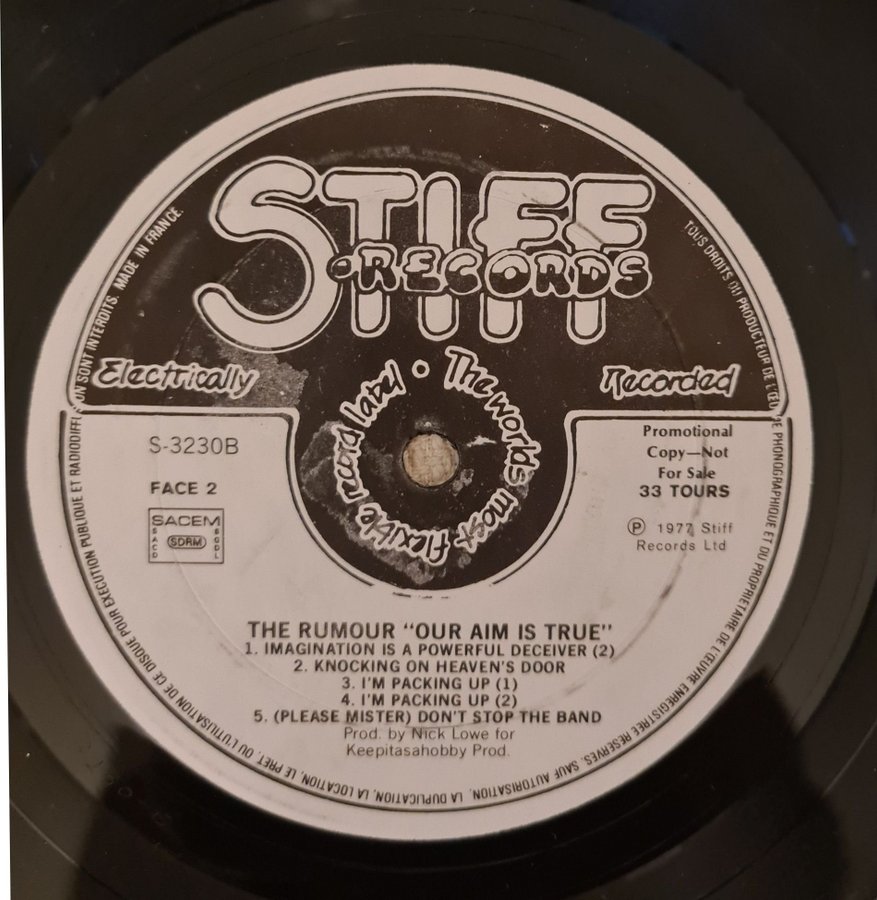 STIFF
RECORDS
Electrically
Recorded
The worlds most flexible record label
S-3230B
FACE 2
SACEM
SACD
SDRM
SGDL
Promotional
Copy—Not
For Sale
33 TOURS
℗ 1977 Stiff
Records Ltd
THE RUMOUR "OUR AIM IS TRUE"
1. IMAGINATION IS A POWERFUL DECEIVER (2)
2. KNOCKING ON HEAVEN'S DOOR
3. I'M PACKING UP (1)
4. I'M PACKING UP (2)
5. (PLEASE MISTER) DON'T STOP THE BAND
Prod. by Nick Lowe for
Keepitasahobby Prod.
TOUS DROITS DU PRODUCTEUR DE L'ŒUVRE PHONOGRAPHIQUE ET DU PROPRIETAIRE DE L'ŒUVRE ENREGISTREE RESERVES. SAUF AUTORISATION, LA DUPLICATION, LA LOCATION, LE PRET, OU L'UTILISATION DE CE DISQUE POUR EXECUTION PUBLIQUE ET RADIODIFFUSION SONT INTERDITS. MADE IN FRANCE.